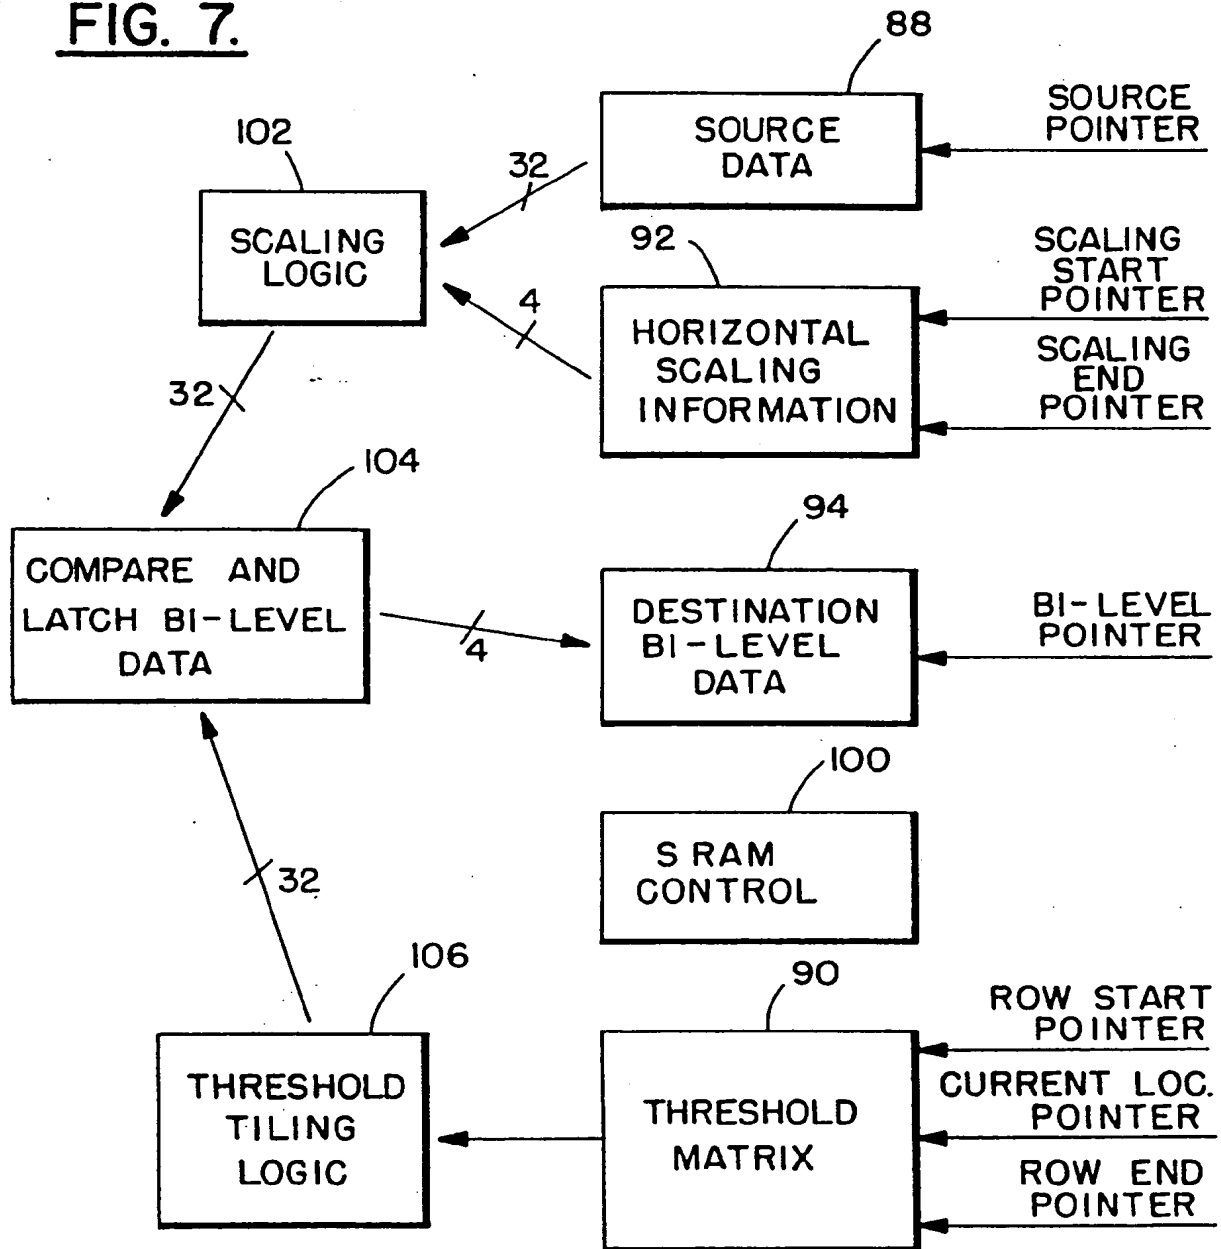 FIG. 7.
88
SOURCE
DATA
SOURCE
POINTER
102
SCALING
LOGIC
32
92
HORIZONTAL
SCALING
INFORMATION
SCALING
START
POINTER
SCALING
END
POINTER
4
32
104
COMPARE AND
LATCH BI-LEVEL
DATA
4
94
DESTINATION
BI-LEVEL
DATA
BI-LEVEL
POINTER
100
S RAM
CONTROL
32
106
THRESHOLD
TILING
LOGIC
90
THRESHOLD
MATRIX
ROW START
POINTER
CURRENT LOC.
POINTER
ROW END
POINTER